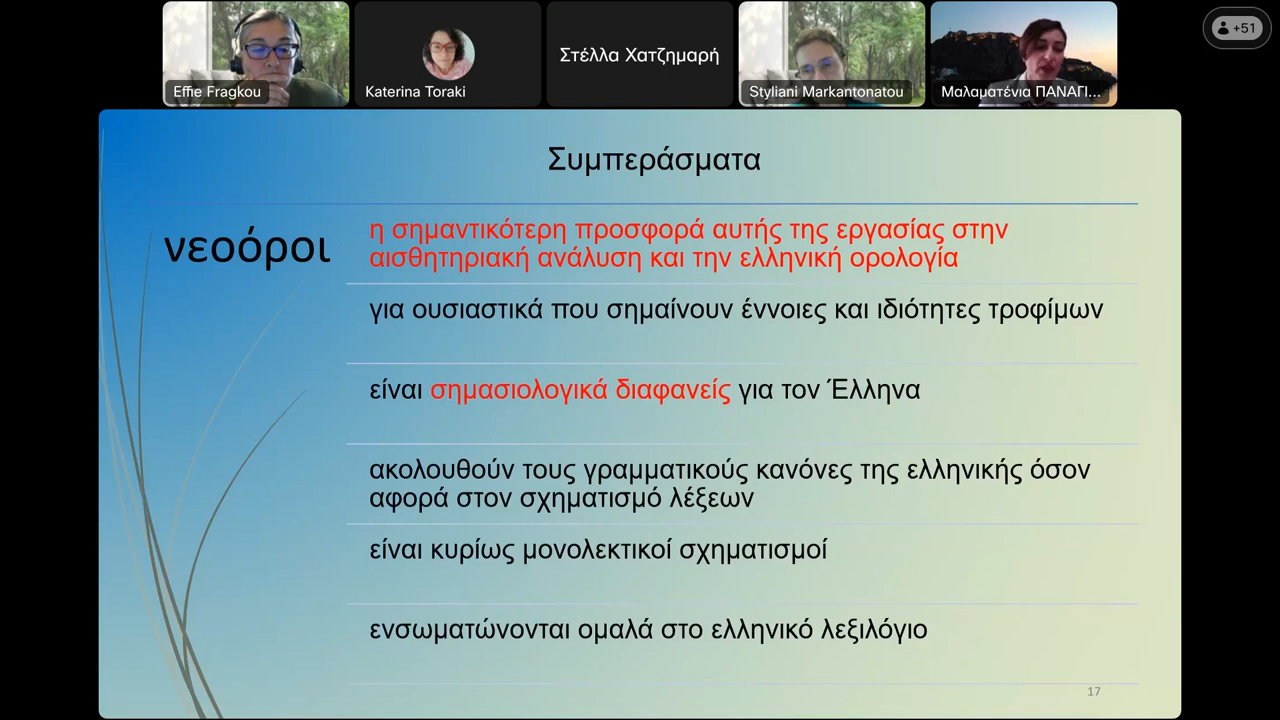 Effie Fragkou
Katerina Toraki
Στέλλα Χατζημαρή
Styliani Markantonatou
Μαλαματένια ΠΑΝΑΓΙ...
+51
Συμπεράσματα
νεοόροι
η σημαντικότερη προσφορά αυτής της εργασίας στην
αισθητηριακή ανάλυση και την ελληνική ορολογία
για ουσιαστικά που σημαίνουν έννοιες και ιδιότητες τροφίμων
είναι σημασιολογικά διαφανείς για τον Έλληνα
ακολουθούν τους γραμματικούς κανόνες της ελληνικής όσον
αφορά στον σχηματισμό λέξεων
είναι κυρίως μονολεκτικοί σχηματισμοί
ενσωματώνονται ομαλά στο ελληνικό λεξιλόγιο
17